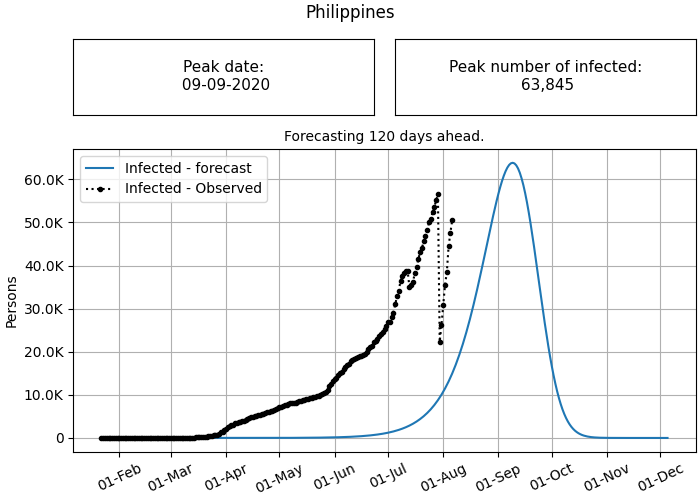 Philippines
Peak date:
09-09-2020
Peak number of infected:
63,845
Forecasting 120 days ahead.
Infected - forecast
Infected - Observed
Persons
60.0K
50.0K
40.0K
30.0K
20.0K
10.0K
0
01-Feb
01-Mar
01-Apr
01-May
01-Jun
01-Jul
01-Aug
01-Sep
01-Oct
01-Nov
01-Dec